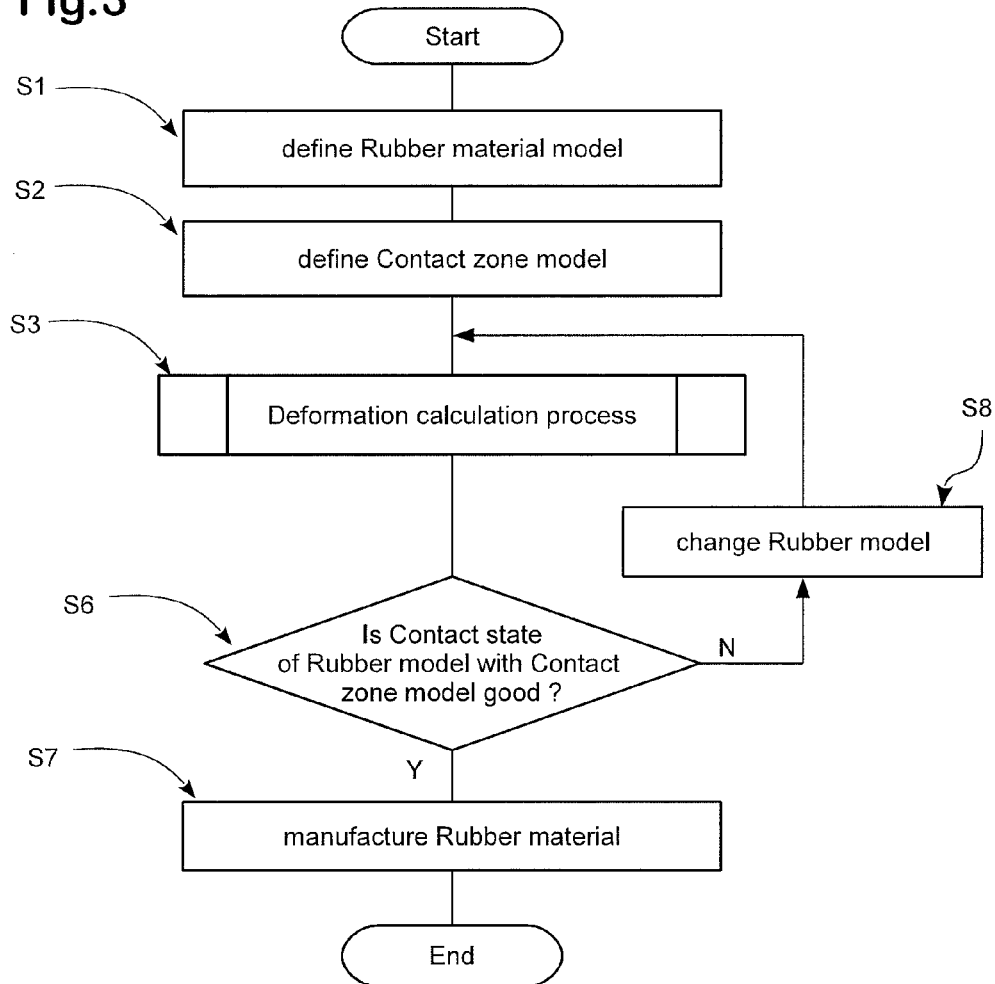 Fig.3
Start
S1
define Rubber material model
S2
define Contact zone model
S3
Deformation calculation process
S8
change Rubber model
S6
Is Contact state
of Rubber model with Contact
zone model good ?
N
Y
S7
manufacture Rubber material
End